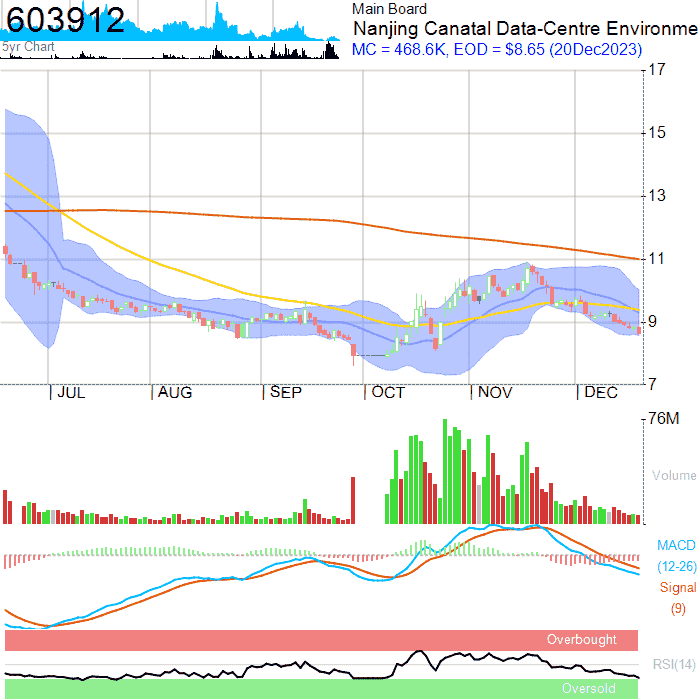 603912
5yr Chart
Main Board
Nanjing Canatal Data-Centre Environme
MC = 468.6K, EOD = $8.65 (20Dec2023)
17
15
13
11
9
7
JUL AUG SEP OCT NOV DEC
76M
Volume
MACD
(12-26)
Signal
(9)
Overbought
RSI(14)
Oversold